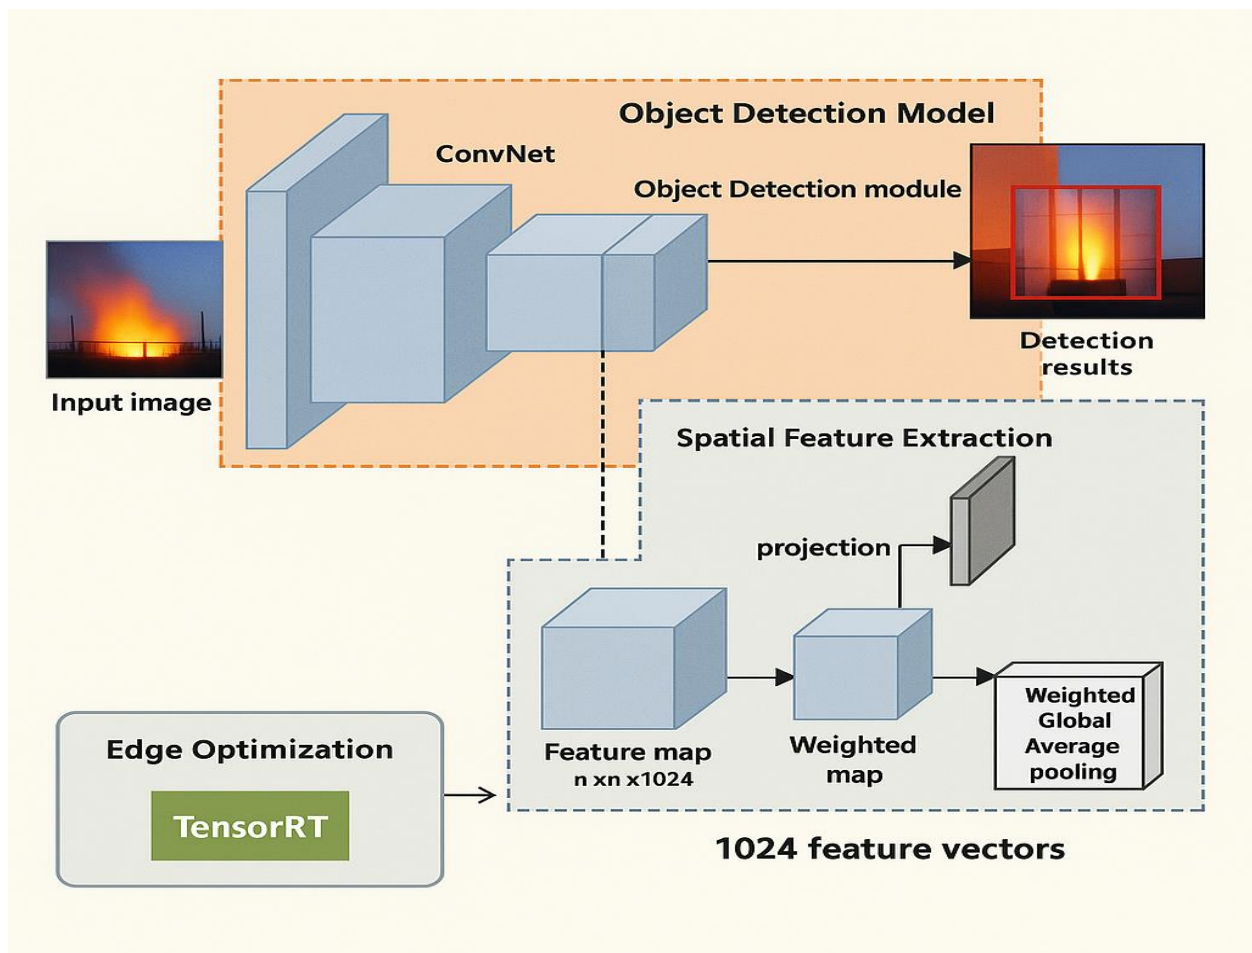 Object Detection Model
ConvNet
Object Detection module
Input image
Detection
results
Spatial Feature Extraction
projection
Feature map
n xn x1024
Weighted
map
Weighted
Global
Average
pooling
Edge Optimization
TensorRT
1024 feature vectors